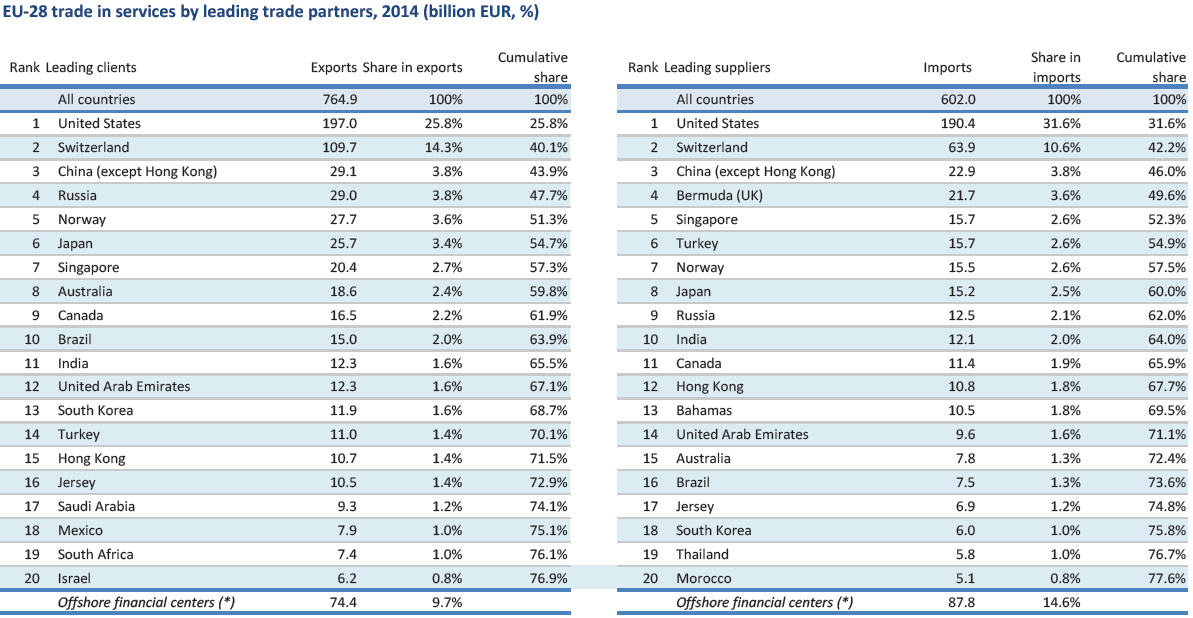 EU-28 trade in services by leading trade partners, 2014 (billion EUR, %)
Rank Leading clients Exports Share in exports Cumulative share
All countries 764.9 100% 100%
1 United States 197.0 25.8% 25.8%
2 Switzerland 109.7 14.3% 40.1%
3 China (except Hong Kong) 29.1 3.8% 43.9%
4 Russia 29.0 3.8% 47.7%
5 Norway 27.7 3.6% 51.3%
6 Japan 25.7 3.4% 54.7%
7 Singapore 20.4 2.7% 57.3%
8 Australia 18.6 2.4% 59.8%
9 Canada 16.5 2.2% 61.9%
10 Brazil 15.0 2.0% 63.9%
11 India 12.3 1.6% 65.5%
12 United Arab Emirates 12.3 1.6% 67.1%
13 South Korea 11.9 1.6% 68.7%
14 Turkey 11.0 1.4% 70.1%
15 Hong Kong 10.7 1.4% 71.5%
16 Jersey 10.5 1.4% 72.9%
17 Saudi Arabia 9.3 1.2% 74.1%
18 Mexico 7.9 1.0% 75.1%
19 South Africa 7.4 1.0% 76.1%
20 Israel 6.2 0.8% 76.9%
Offshore financial centers (*) 74.4 9.7%
Rank Leading suppliers Imports Share in imports Cumulative share
All countries 602.0 100% 100%
1 United States 190.4 31.6% 31.6%
2 Switzerland 63.9 10.6% 42.2%
3 China (except Hong Kong) 22.9 3.8% 46.0%
4 Bermuda (UK) 21.7 3.6% 49.6%
5 Singapore 15.7 2.6% 52.3%
6 Turkey 15.7 2.6% 54.9%
7 Norway 15.5 2.6% 57.5%
8 Japan 15.2 2.5% 60.0%
9 Russia 12.5 2.1% 62.0%
10 India 12.1 2.0% 64.0%
11 Canada 11.4 1.9% 65.9%
12 Hong Kong 10.8 1.8% 67.7%
13 Bahamas 10.5 1.8% 69.5%
14 United Arab Emirates 9.6 1.6% 71.1%
15 Australia 7.8 1.3% 72.4%
16 Brazil 7.5 1.3% 73.6%
17 Jersey 6.9 1.2% 74.8%
18 South Korea 6.0 1.0% 75.8%
19 Thailand 5.8 1.0% 76.7%
20 Morocco 5.1 0.8% 77.6%
Offshore financial centers (*) 87.8 14.6%